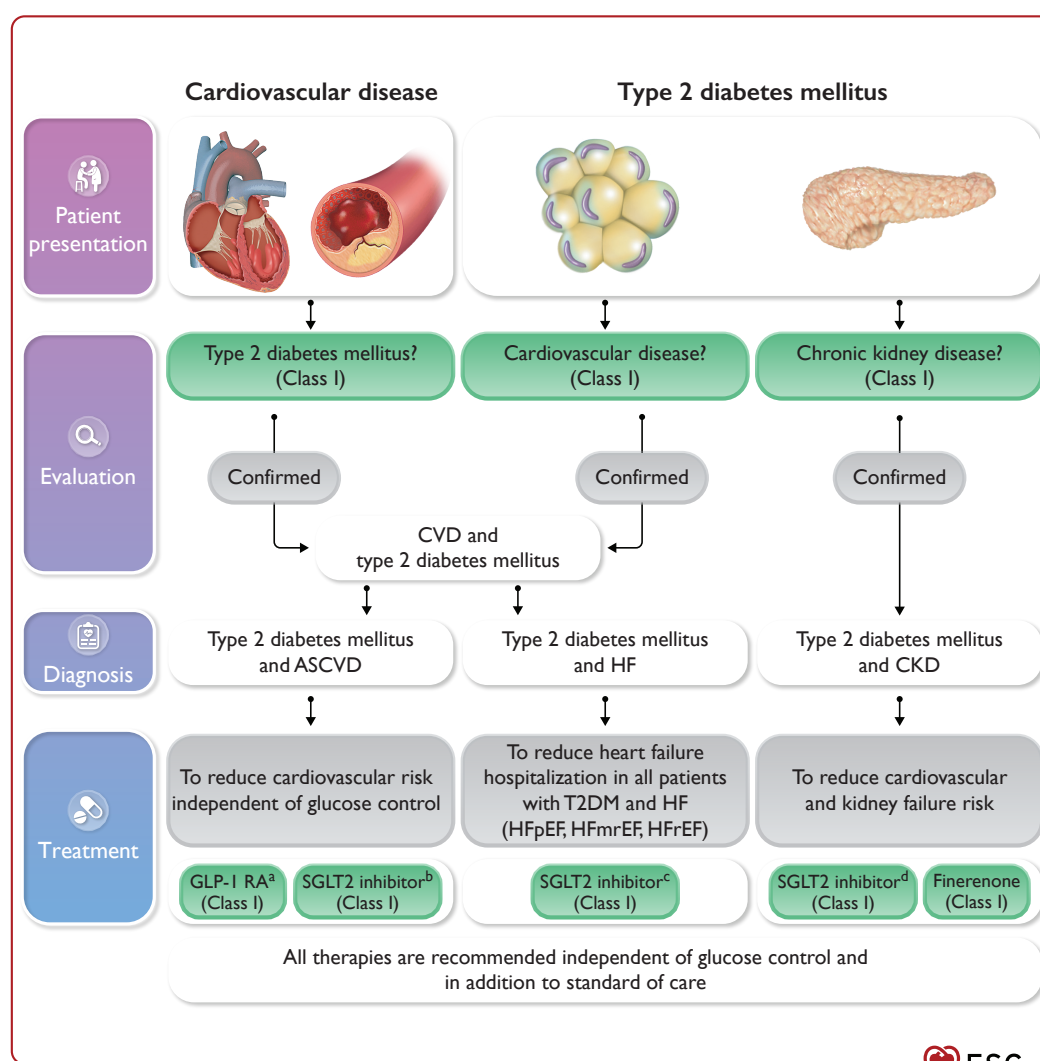 Cardiovascular disease
Type 2 diabetes mellitus
Patient
presentation
Evaluation
Type 2 diabetes mellitus?
(Class I)
Cardiovascular disease?
(Class I)
Chronic kidney disease?
(Class I)
Confirmed
Confirmed
Confirmed
CVD and
type 2 diabetes mellitus
Diagnosis
Type 2 diabetes mellitus
and ASCVD
Type 2 diabetes mellitus
and HF
Type 2 diabetes mellitus
and CKD
Treatment
To reduce cardiovascular risk
independent of glucose control
To reduce heart failure
hospitalization in all patients
with T2DM and HF
(HFpEF, HFmrEF, HFrEF)
To reduce cardiovascular
and kidney failure risk
GLP-1 RAa
(Class I)
SGLT2 inhibitorb
(Class I)
SGLT2 inhibitorc
(Class I)
SGLT2 inhibitord
(Class I)
Finerenone
(Class I)
All therapies are recommended independent of glucose control and
in addition to standard of care
ESC